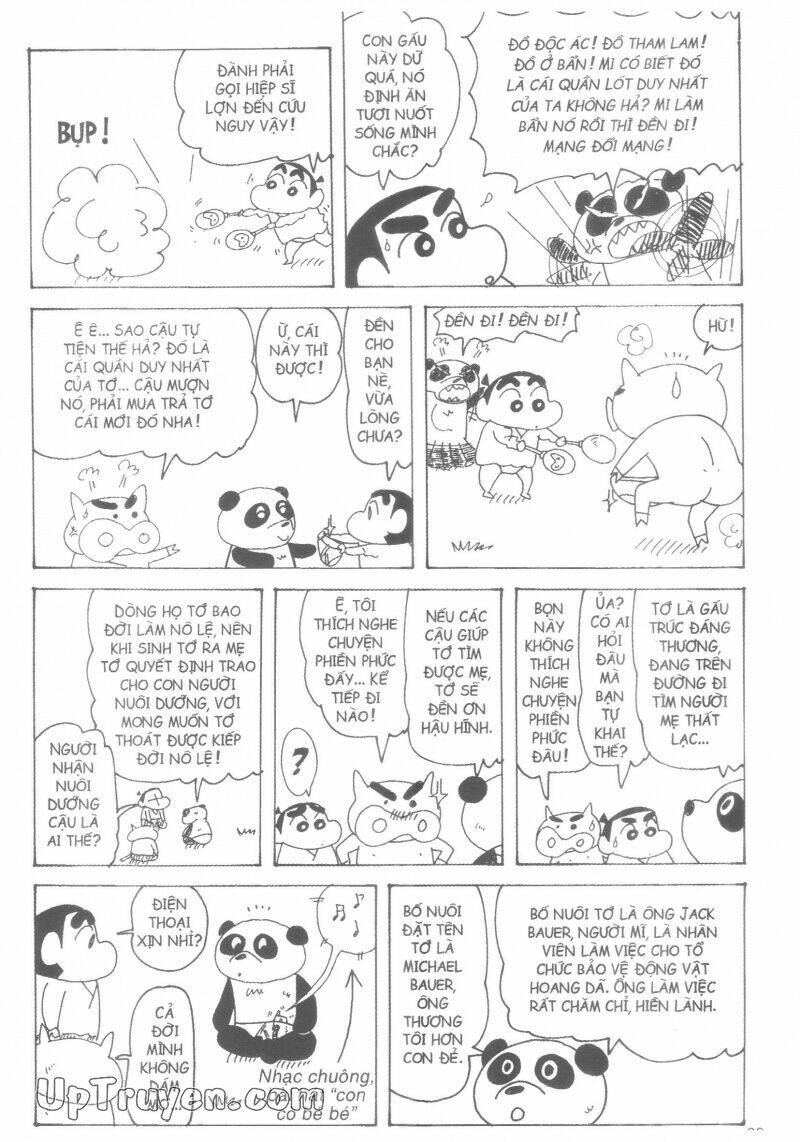 ĐỒ ĐỘC ÁC! ĐỒ THAM LAM!
ĐỒ Ở BẨN! MI CÓ BIẾT ĐÓ
LÀ CÁI QUẦN LÓT DUY NHẤT
CỦA TA KHÔNG HẢ? MI LÀM
BẨN NÓ RỒI THÌ ĐỀN ĐI!
MẠNG ĐỔI MẠNG!
CON GẤU
NÀY DỮ
QUÁ, NÓ
ĐỊNH ĂN
TƯƠI NUỐT
SỐNG MÌNH
CHẮC?
ĐÀNH PHẢI
GỌI HIỆP SĨ
LỢN ĐẾN CỨU
NGUY VẬY!
BỤP!
HỪ!
ĐỀN ĐI! ĐỀN ĐI!
ĐỀN
CHO
BẠN
NÈ,
VỪA
LÒNG
CHƯA?
Ừ, CÁI
NÀY THÌ
ĐƯỢC!
Ê Ê... SAO CẬU TỰ
TIỆN THẾ HẢ? ĐÓ LÀ
CÁI QUẦN DUY NHẤT
CỦA TỚ... CẬU MƯỢN
NÓ, PHẢI MUA TRẢ TỚ
CÁI MỚI ĐÓ NHA!
TỚ LÀ GẤU
TRÚC ĐÁNG
THƯƠNG,
ĐANG TRÊN
ĐƯỜNG ĐI
TÌM NGƯỜI
MẸ THẤT
LẠC...
ỦA?
CÓ AI
HỎI
ĐÂU
MÀ
BẠN
TỰ
KHAI
THẾ?
BỌN
NÀY
KHÔNG
THÍCH
NGHE
CHUYỆN
PHIỀN
PHỨC
ĐÂU!
NẾU CÁC
CẬU GIÚP
TỚ TÌM
ĐƯỢC MẸ,
TỚ SẼ
ĐỀN ƠN
HẬU HĨNH.
Ê, TÔI
THÍCH NGHE
CHUYỆN
PHIỀN PHỨC
ĐẤY... KỂ
TIẾP ĐI
NÀO!
?
DÒNG HỌ TỚ BAO
ĐỜI LÀM NÔ LỆ, NÊN
KHI SINH TỚ RA MẸ
TỚ QUYẾT ĐỊNH TRAO
CHO CON NGƯỜI
NUÔI DƯỠNG, VỚI
MONG MUỐN TỚ
THOÁT ĐƯỢC KIẾP
ĐỜI NÔ LỆ!
NGƯỜI
NHẬN
NUÔI
DƯỠNG
CẬU LÀ
AI THẾ?
BỐ NUÔI TỚ LÀ ÔNG JACK
BAUER, NGƯỜI MĨ, LÀ NHÂN
VIÊN LÀM VIỆC CHO TỔ
CHỨC BẢO VỆ ĐỘNG VẬT
HOANG DÃ. ÔNG LÀM VIỆC
RẤT CHĂM CHỈ, HIỀN LÀNH.
BỐ NUÔI
ĐẶT TÊN
TỚ LÀ
MICHAEL
BAUER,
ÔNG
THƯƠNG
TÔI HƠN
CON ĐẺ.
Nhạc chuông,
"con
cò bé bé"
ĐIỆN
THOẠI
XỊN NHỈ?
CẢ
ĐỜI
MÌNH
KHÔNG
DÁM
UpTruyen.com